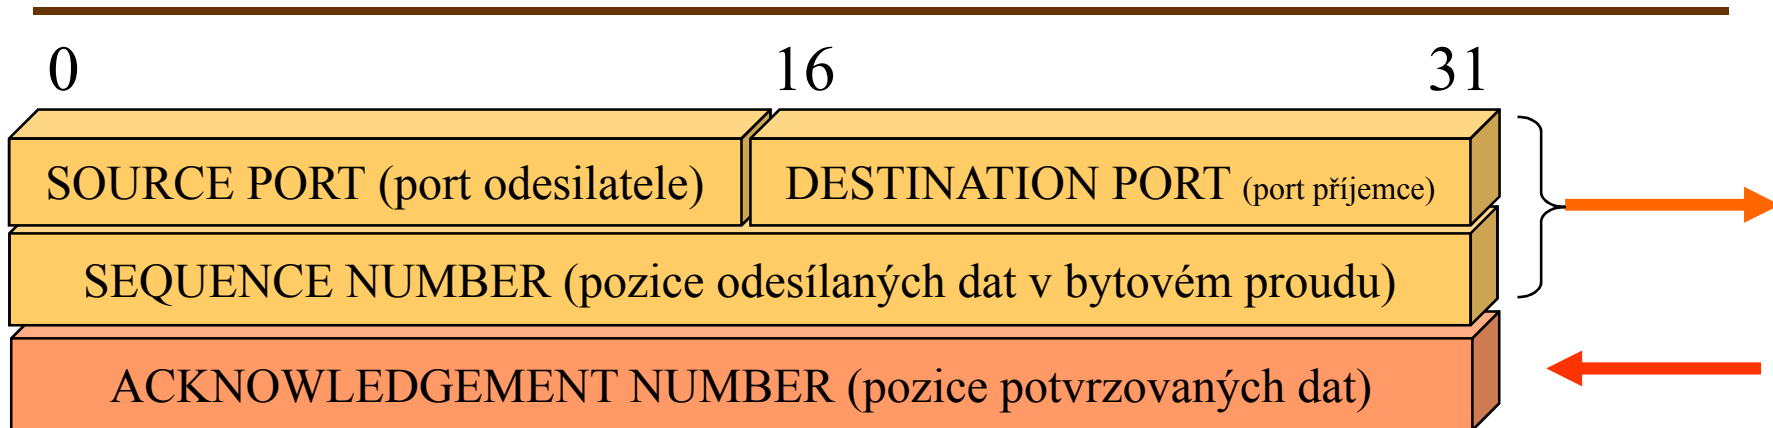 0 16 31
SOURCE PORT (port odesilatele) DESTINATION PORT (port příjemce)
SEQUENCE NUMBER (pozice odesílaných dat v bytovém proudu)
ACKNOWLEDGEMENT NUMBER (pozice potvrzovaných dat)